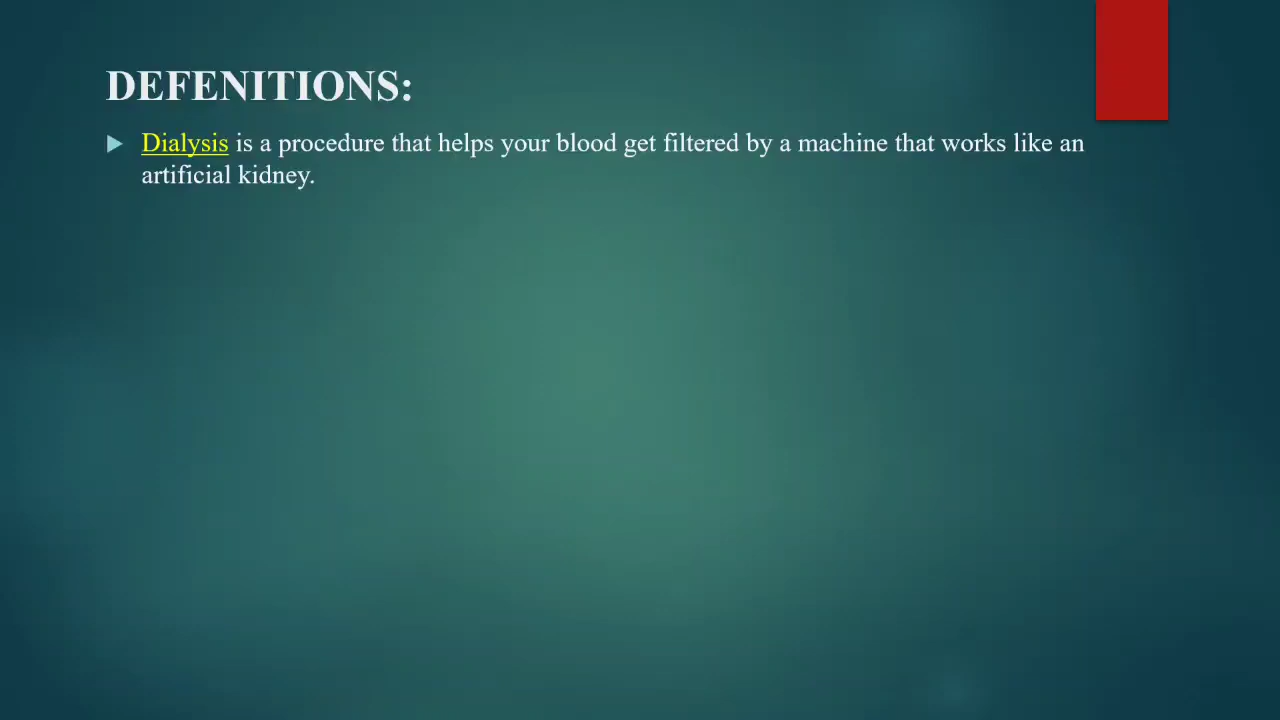 DEFENITIONS:
Dialysis is a procedure that helps your blood get filtered by a machine that works like an
artificial kidney.